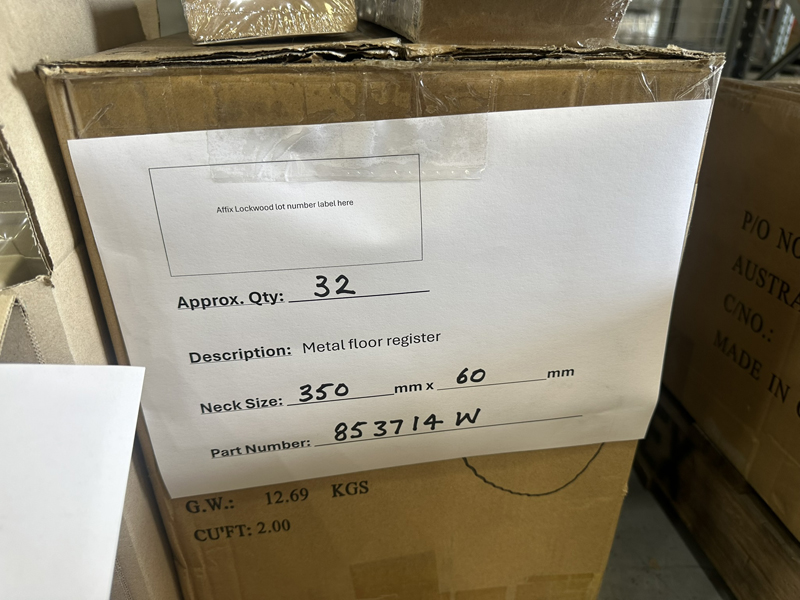 Affix Lockwood lot number label here
Approx. Qty: 32
Description: Metal floor register
Neck Size: 350 mm x 60 mm
Part Number: 853714 W
G.W.: 12.69 KGS
CU'FT: 2.00
P/O NO
AUSTRA
C/NO.:
MADE IN